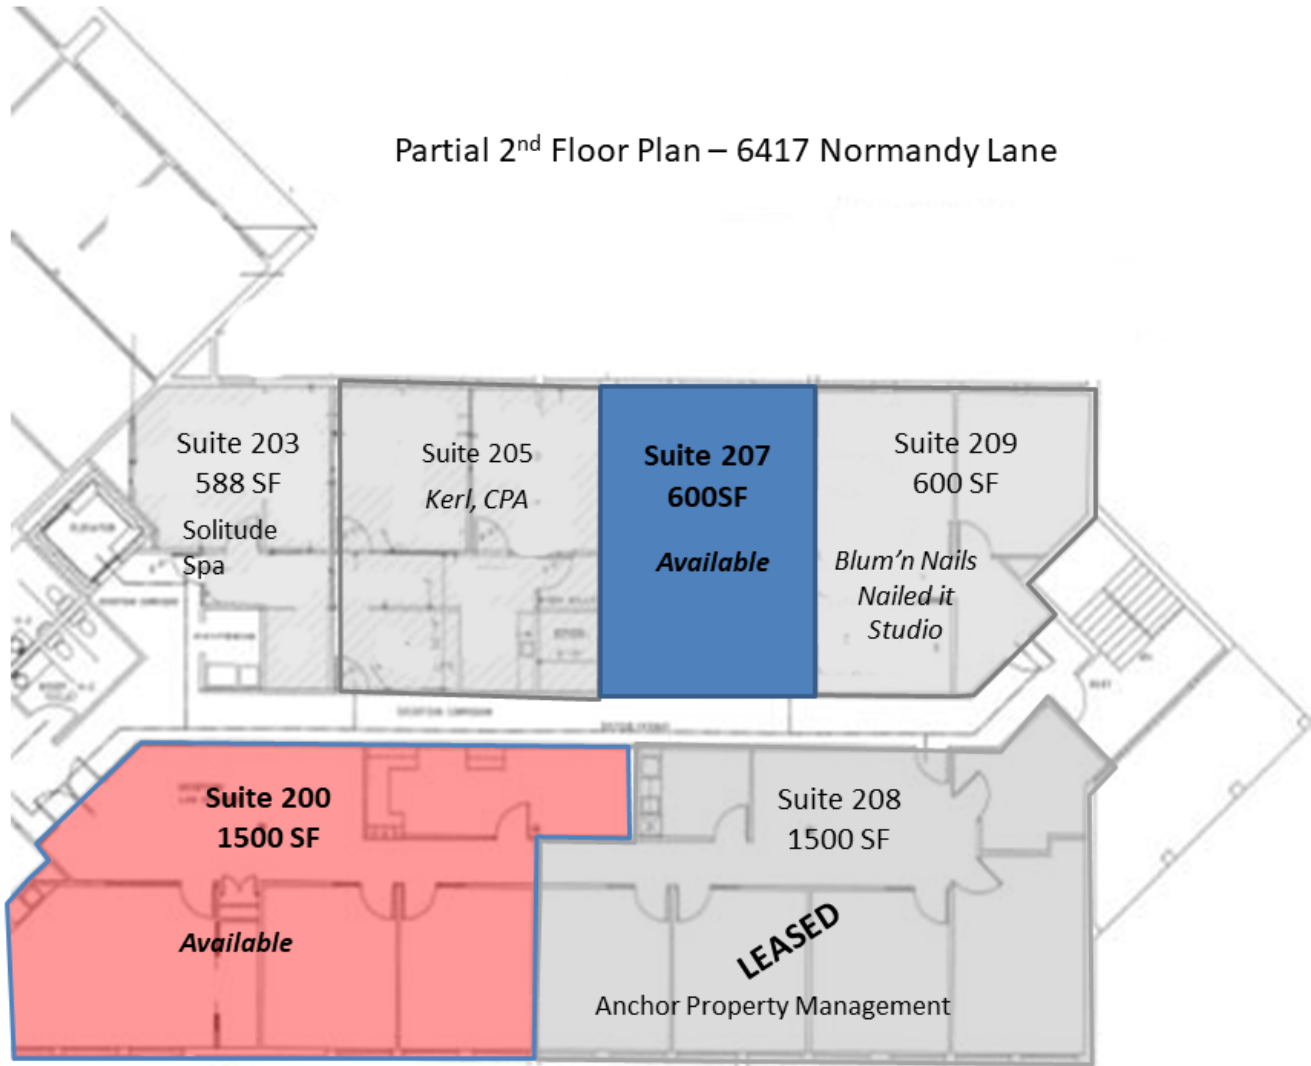 Partial 2nd Floor Plan – 6417 Normandy Lane
Suite 203
588 SF
Solitude
Spa
Suite 205
Kerl, CPA
Suite 207
600SF
Available
Suite 209
600 SF
Blum’n Nails
Nailed it
Studio
Suite 200
1500 SF
Available
Suite 208
1500 SF
LEASED
Anchor Property Management